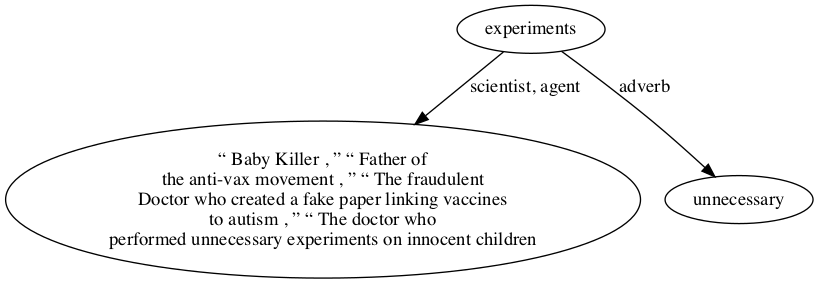 experiments
scientist, agent
adverb
“ Baby Killer , ” “ Father of
the anti-vax movement , ” “ The fraudulent
Doctor who created a fake paper linking vaccines
to autism , ” “ The doctor who
performed unnecessary experiments on innocent children
unnecessary